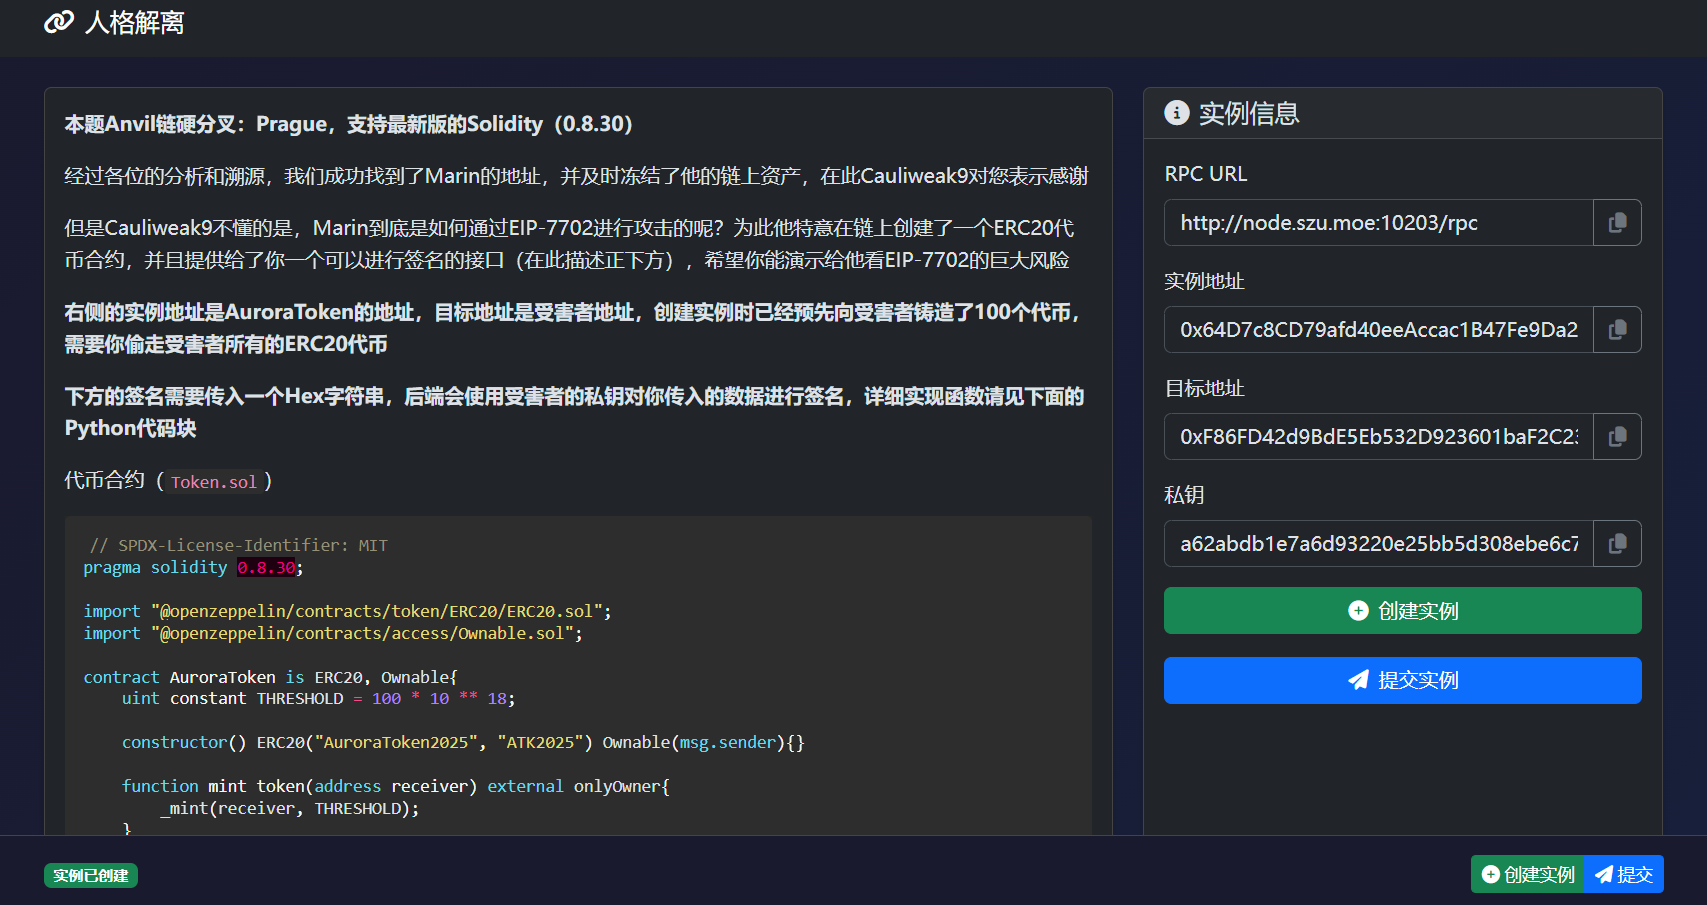 人格解离
本题Anvil链硬分叉：Prague，支持最新版的Solidity（0.8.30）
经过各位的分析和溯源，我们成功找到了Marin的地址，并及时冻结了他的链上资产，在此Cauliweak9对您表示感谢
但是Cauliweak9不懂的是，Marin到底是如何通过EIP-7702进行攻击的呢？为此他特意在链上创建了一个ERC20代
币合约，并且提供给了你一个可以进行签名的接口（在此描述正下方），希望你能演示给他看EIP-7702的巨大风险
右侧的实例地址是AuroraToken的地址，目标地址是受害者地址，创建实例时已经预先向受害者铸造了100个代币，
需要你偷走受害者所有的ERC20代币
下方的签名需要传入一个Hex字符串，后端会使用受害者的私钥对你传入的数据进行签名，详细实现函数请见下面的
Python代码块
代币合约（Token.sol）
// SPDX-License-Identifier: MIT
pragma solidity 0.8.30;
import "@openzeppelin/contracts/token/ERC20/ERC20.sol";
import "@openzeppelin/contracts/access/Ownable.sol";
contract AuroraToken is ERC20, Ownable{
uint constant THRESHOLD = 100 * 10 ** 18;
constructor() ERC20("AuroraToken2025", "ATK2025") Ownable(msg.sender){}
function mint token(address receiver) external onlyOwner{
_mint(receiver, THRESHOLD);
}
实例信息
RPC URL
http://node.szu.moe:10203/rpc
实例地址
0x64D7c8CD79afd40eeAccac1B47Fe9Da2
目标地址
0xF86FD42d9BdE5Eb532D923601baF2C2
私钥
a62abdb1e7a6d93220e25bb5d308ebe6c7
创建实例
提交实例
实例已创建
创建实例
提交